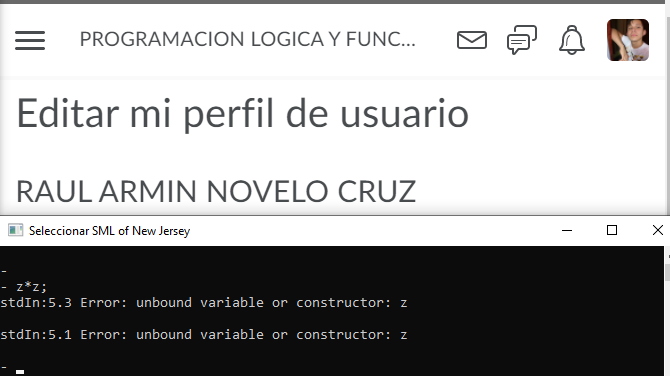 PROGRAMACION LOGICA Y FUNC...
Editar mi perfil de usuario
RAUL ARMIN NOVELO CRUZ
Seleccionar SML of New Jersey
-
- z*z;
stdIn:5.3 Error: unbound variable or constructor: z
stdIn:5.1 Error: unbound variable or constructor: z
-